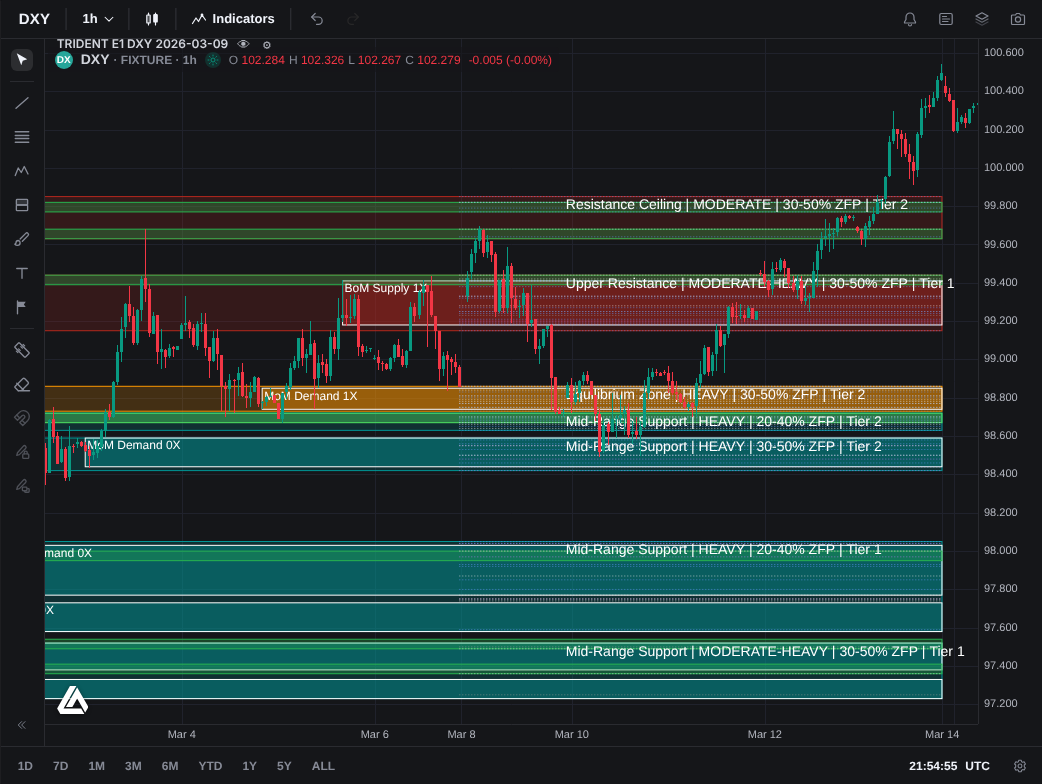 DXY 1h Indicators
TRIDENT E1 DXY 2026-03-09
DX DXY · FIXTURE · 1h O 102.284 H 102.326 L 102.267 C 102.279 -0.005 (-0.00%)
100.600
100.400
100.200
100.000
Resistance Ceiling | MODERATE | 30-50% ZFP | Tier 2
99.800
99.600
Upper Resistance | MODERATE-HEAVY | 30-50% ZFP | Tier 1
99.400
BoM Supply 1X
99.200
99.000
Equilibrium Zone | HEAVY | 30-50% ZFP | Tier 2
MoM Demand 1X
98.800
Mid-Range Support | HEAVY | 20-40% ZFP | Tier 2
98.600
MoM Demand 0X
Mid-Range Support | HEAVY | 30-50% ZFP | Tier 2
98.400
98.200
Mid-Range Support | HEAVY | 20-40% ZFP | Tier 1
98.000
mand 0X
97.800
0X
97.600
Mid-Range Support | MODERATE-HEAVY | 30-50% ZFP | Tier 1
97.400
97.200
Mar 4 Mar 6 Mar 8 Mar 10 Mar 12 Mar 14
1D 7D 1M 3M 6M YTD 1Y 5Y ALL 21:54:55 UTC